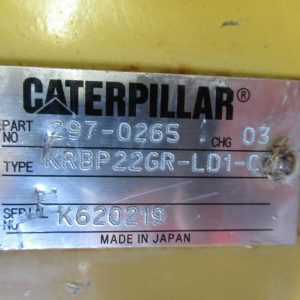 CATERPILLAR®
PART NO 297-0265 CHG 03
TYPE KRBP22GR-LD1-C
SERIAL NO K620219
MADE IN JAPAN